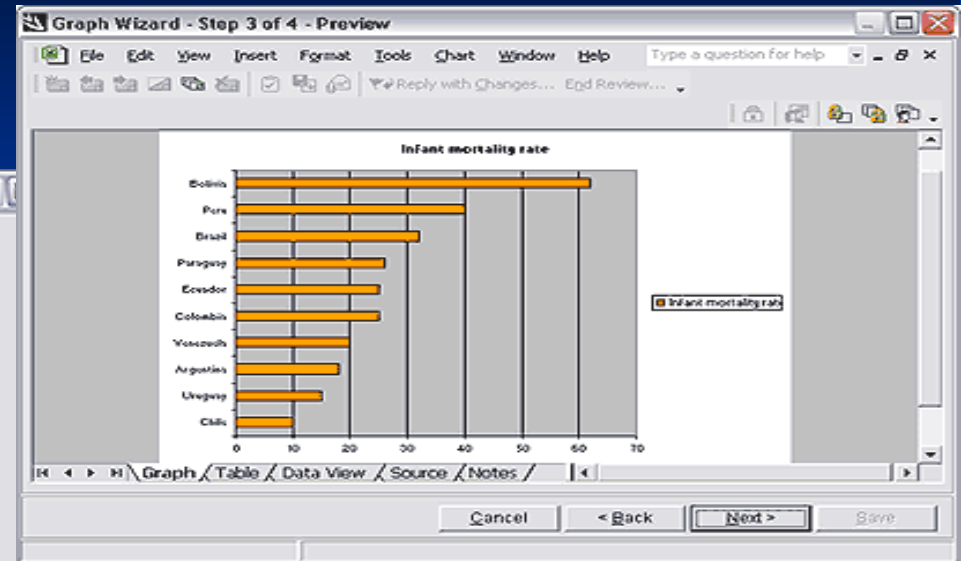 Graph Wizard - Step 3 of 4 - Preview
File Edit View Insert Format Tools Chart Window Help Type a question for help
Reply with Changes... End Review...
Infant mortality rate
Bolivia
Peru
Brazil
Paraguay
Ecuador
Colombia
Venezuela
Argentina
Uruguay
Chile
0 10 20 30 40 50 60 70
Infant mortality rate
Graph / Table / Data View / Source / Notes /
Cancel < Back Next > Save